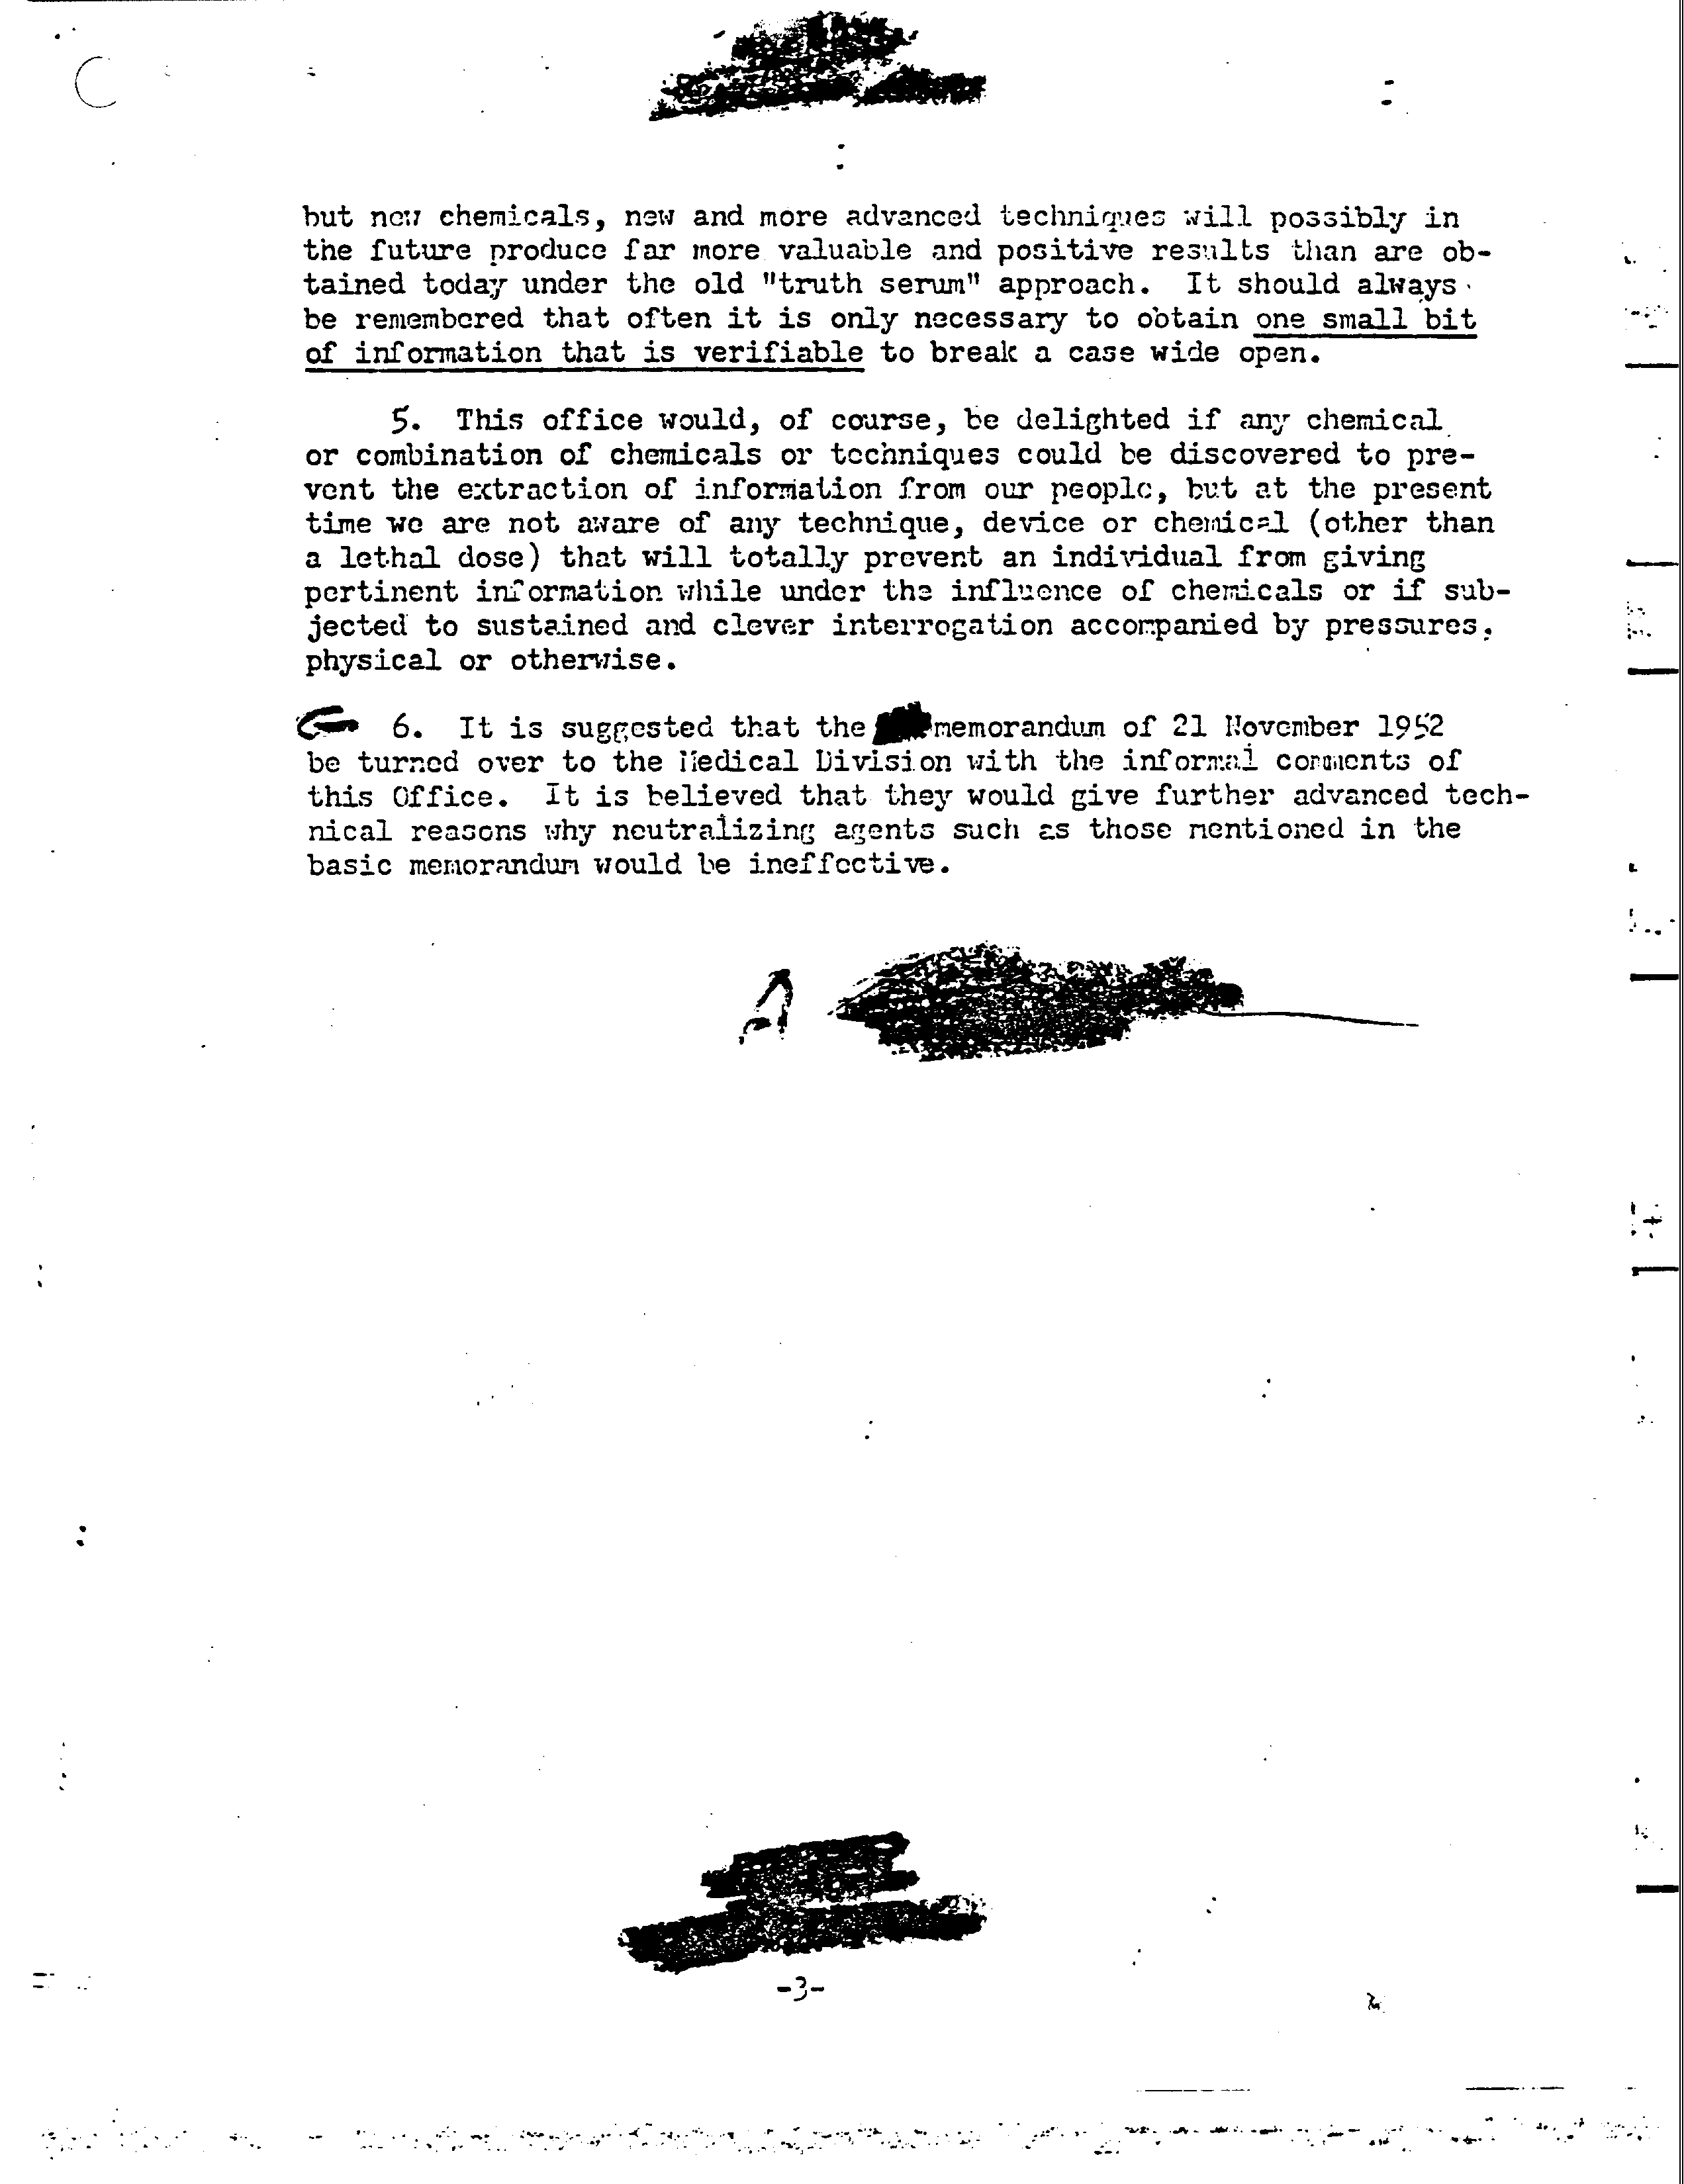 but new chemicals, new and more advanced techniques will possibly in
the future produce far more valuable and positive results than are ob-
tained today under the old "truth serum" approach. It should always
be remembered that often it is only necessary to obtain one small bit
of information that is verifiable to break a case wide open.
5. This office would, of course, be delighted if any chemical
or combination of chemicals or techniques could be discovered to pre-
vent the extraction of information from our people, but at the present
time we are not aware of any technique, device or chemical (other than
a lethal dose) that will totally prevent an individual from giving
pertinent information while under the influence of chemicals or if sub-
jected to sustained and clever interrogation accompanied by pressures,
physical or otherwise.
6. It is suggested that the memorandum of 21 November 1952
be turned over to the Medical Division with the informal comments of
this Office. It is believed that they would give further advanced tech-
nical reasons why neutralizing agents such as those mentioned in the
basic memorandum would be ineffective.
A
-3-